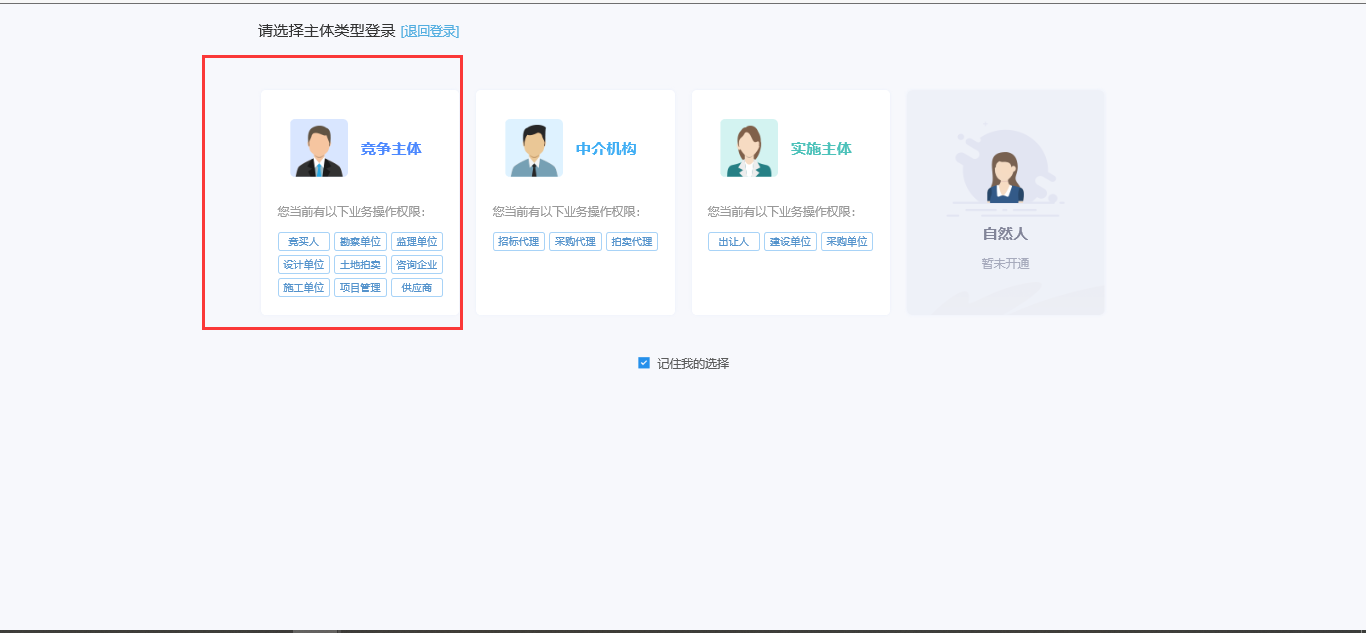 请选择主体类型登录 [退回登录]
竞争主体
您当前有以下业务操作权限：
竞买人 勘察单位 监理单位
设计单位 土地拍卖 咨询企业
施工单位 项目管理 供应商
中介机构
您当前有以下业务操作权限：
招标代理 采购代理 拍卖代理
实施主体
您当前有以下业务操作权限：
出让人 建设单位 采购单位
自然人
暂未开通
记住我的选择